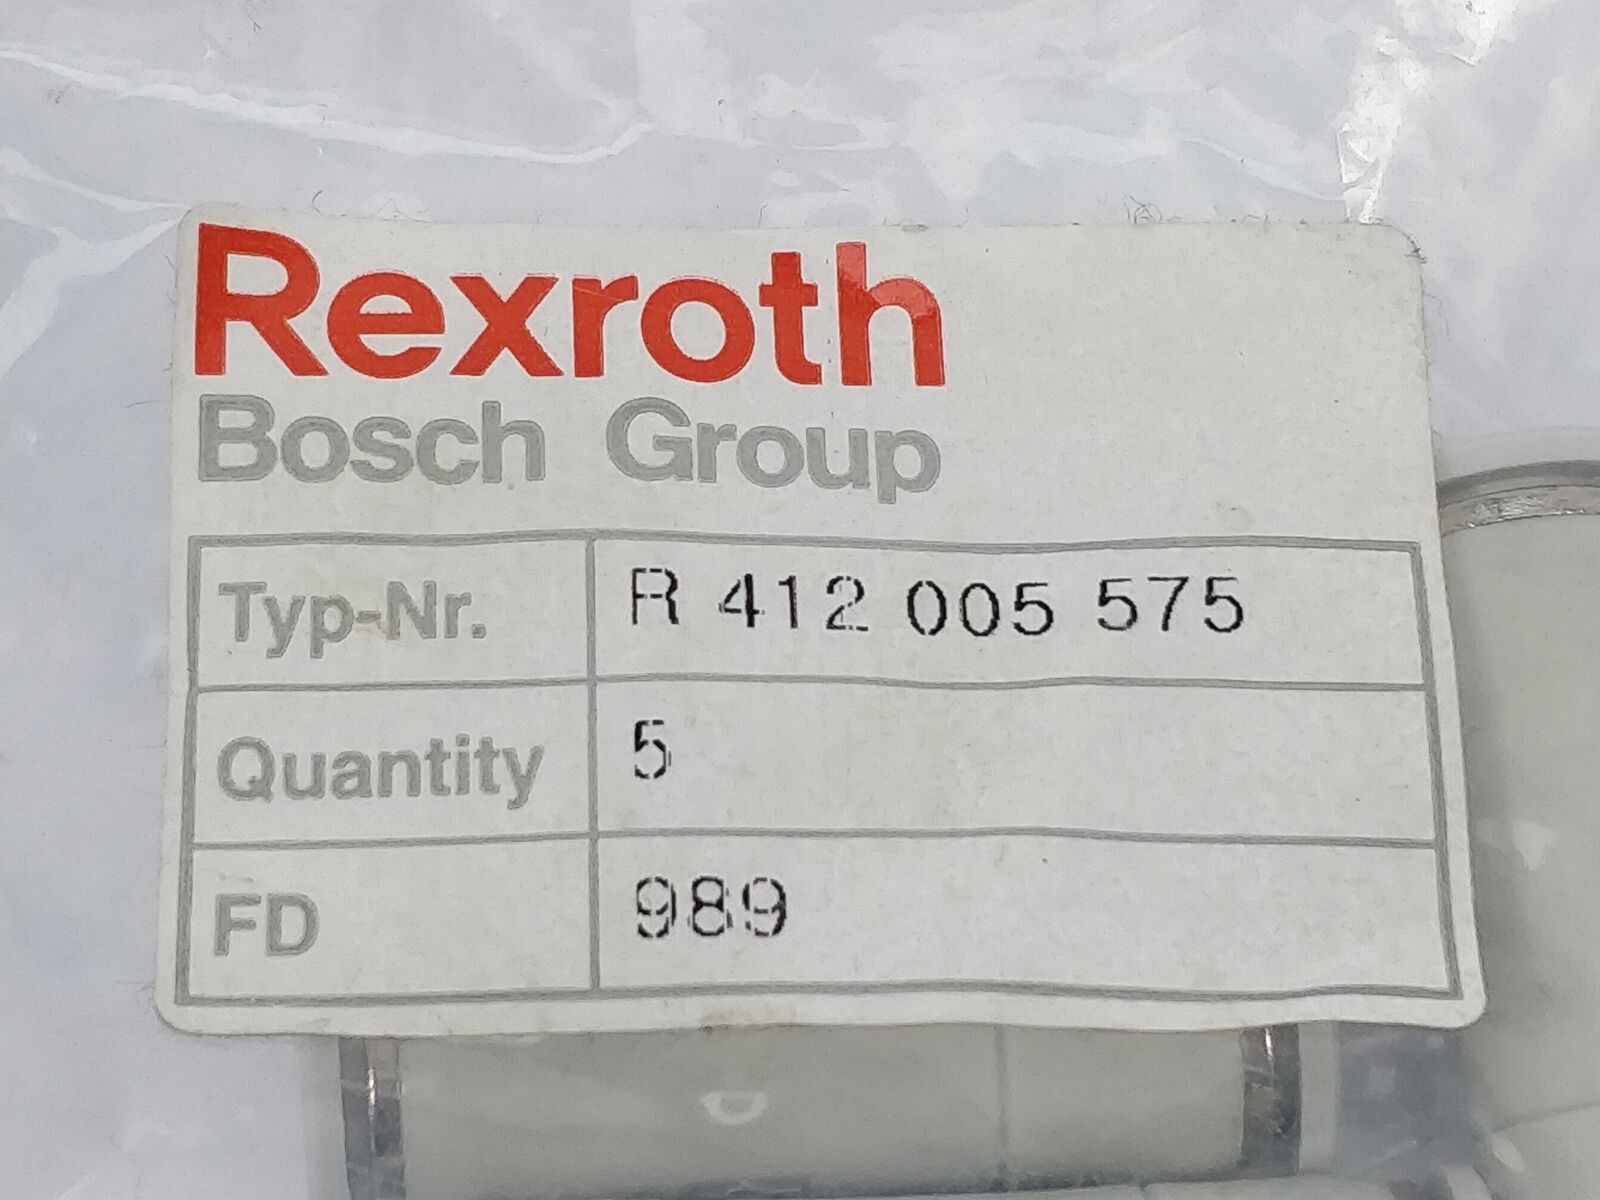 Rexroth
Bosch Group
Typ-Nr. R 412 005 575
Quantity 5
FD 989